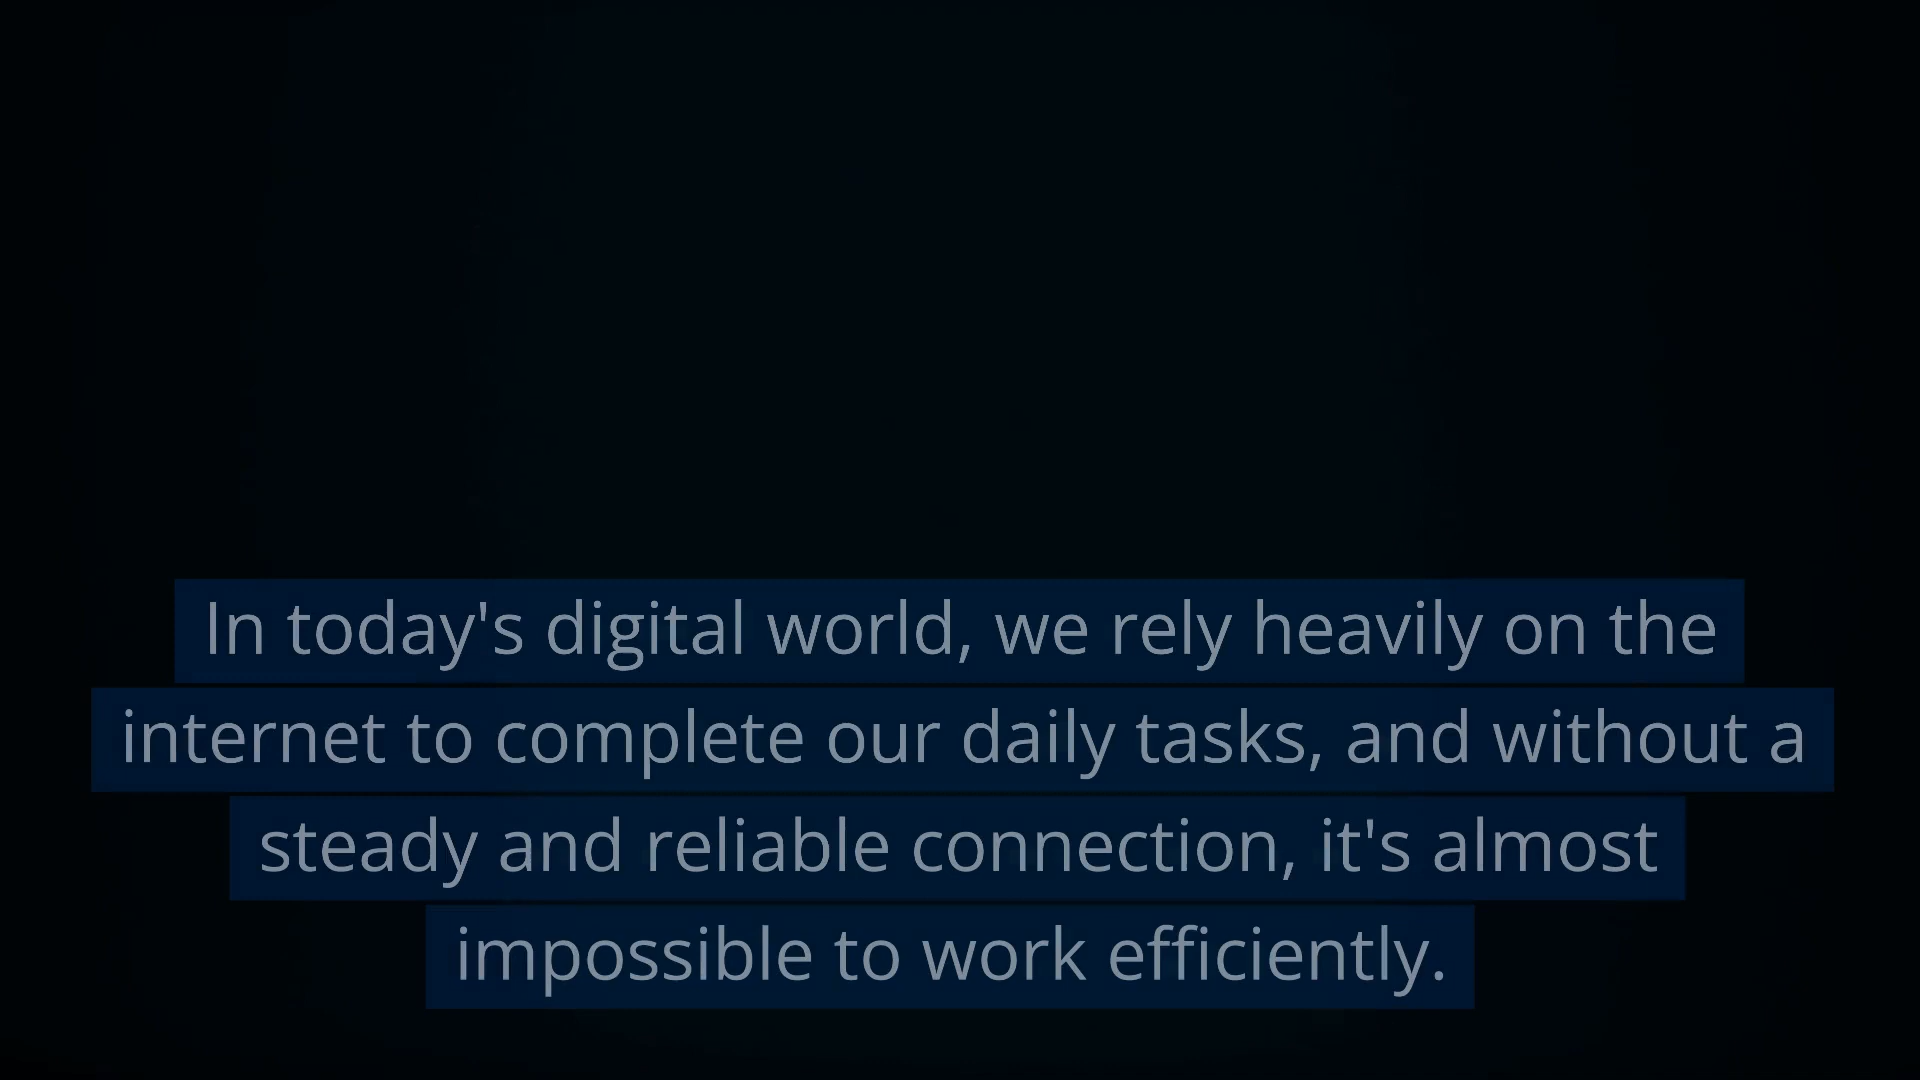 In today's digital world, we rely heavily on the
internet to complete our daily tasks, and without a
steady and reliable connection, it's almost
impossible to work efficiently.